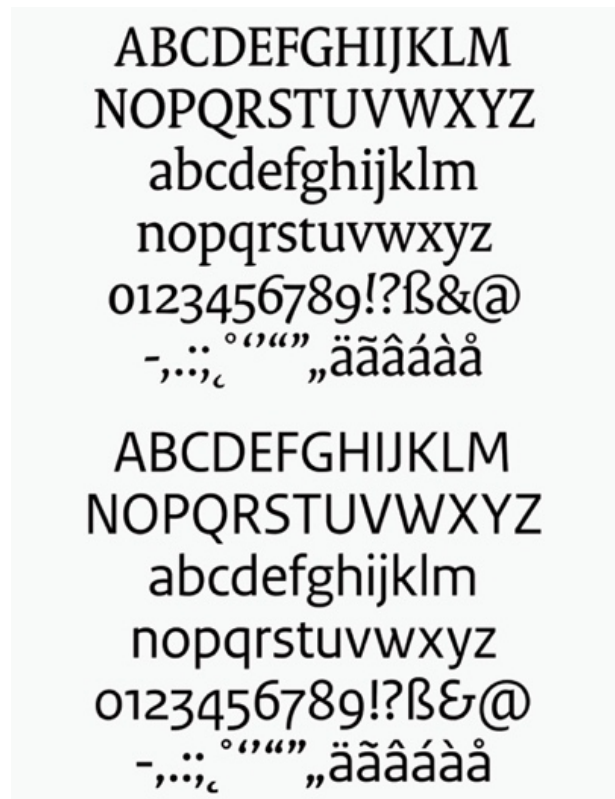 ABCDEFGHIJKLM
NOPQRSTUVWXYZ
abcdefghijklm
nopqrstuvwxyz
0123456789!?ß&@
-,.:;˛°‘’“”„äãâáàå
ABCDEFGHIJKLM
NOPQRSTUVWXYZ
abcdefghijklm
nopqrstuvwxyz
0123456789!?ß&@
-,.:;˛°‘’“”„äãâáàå